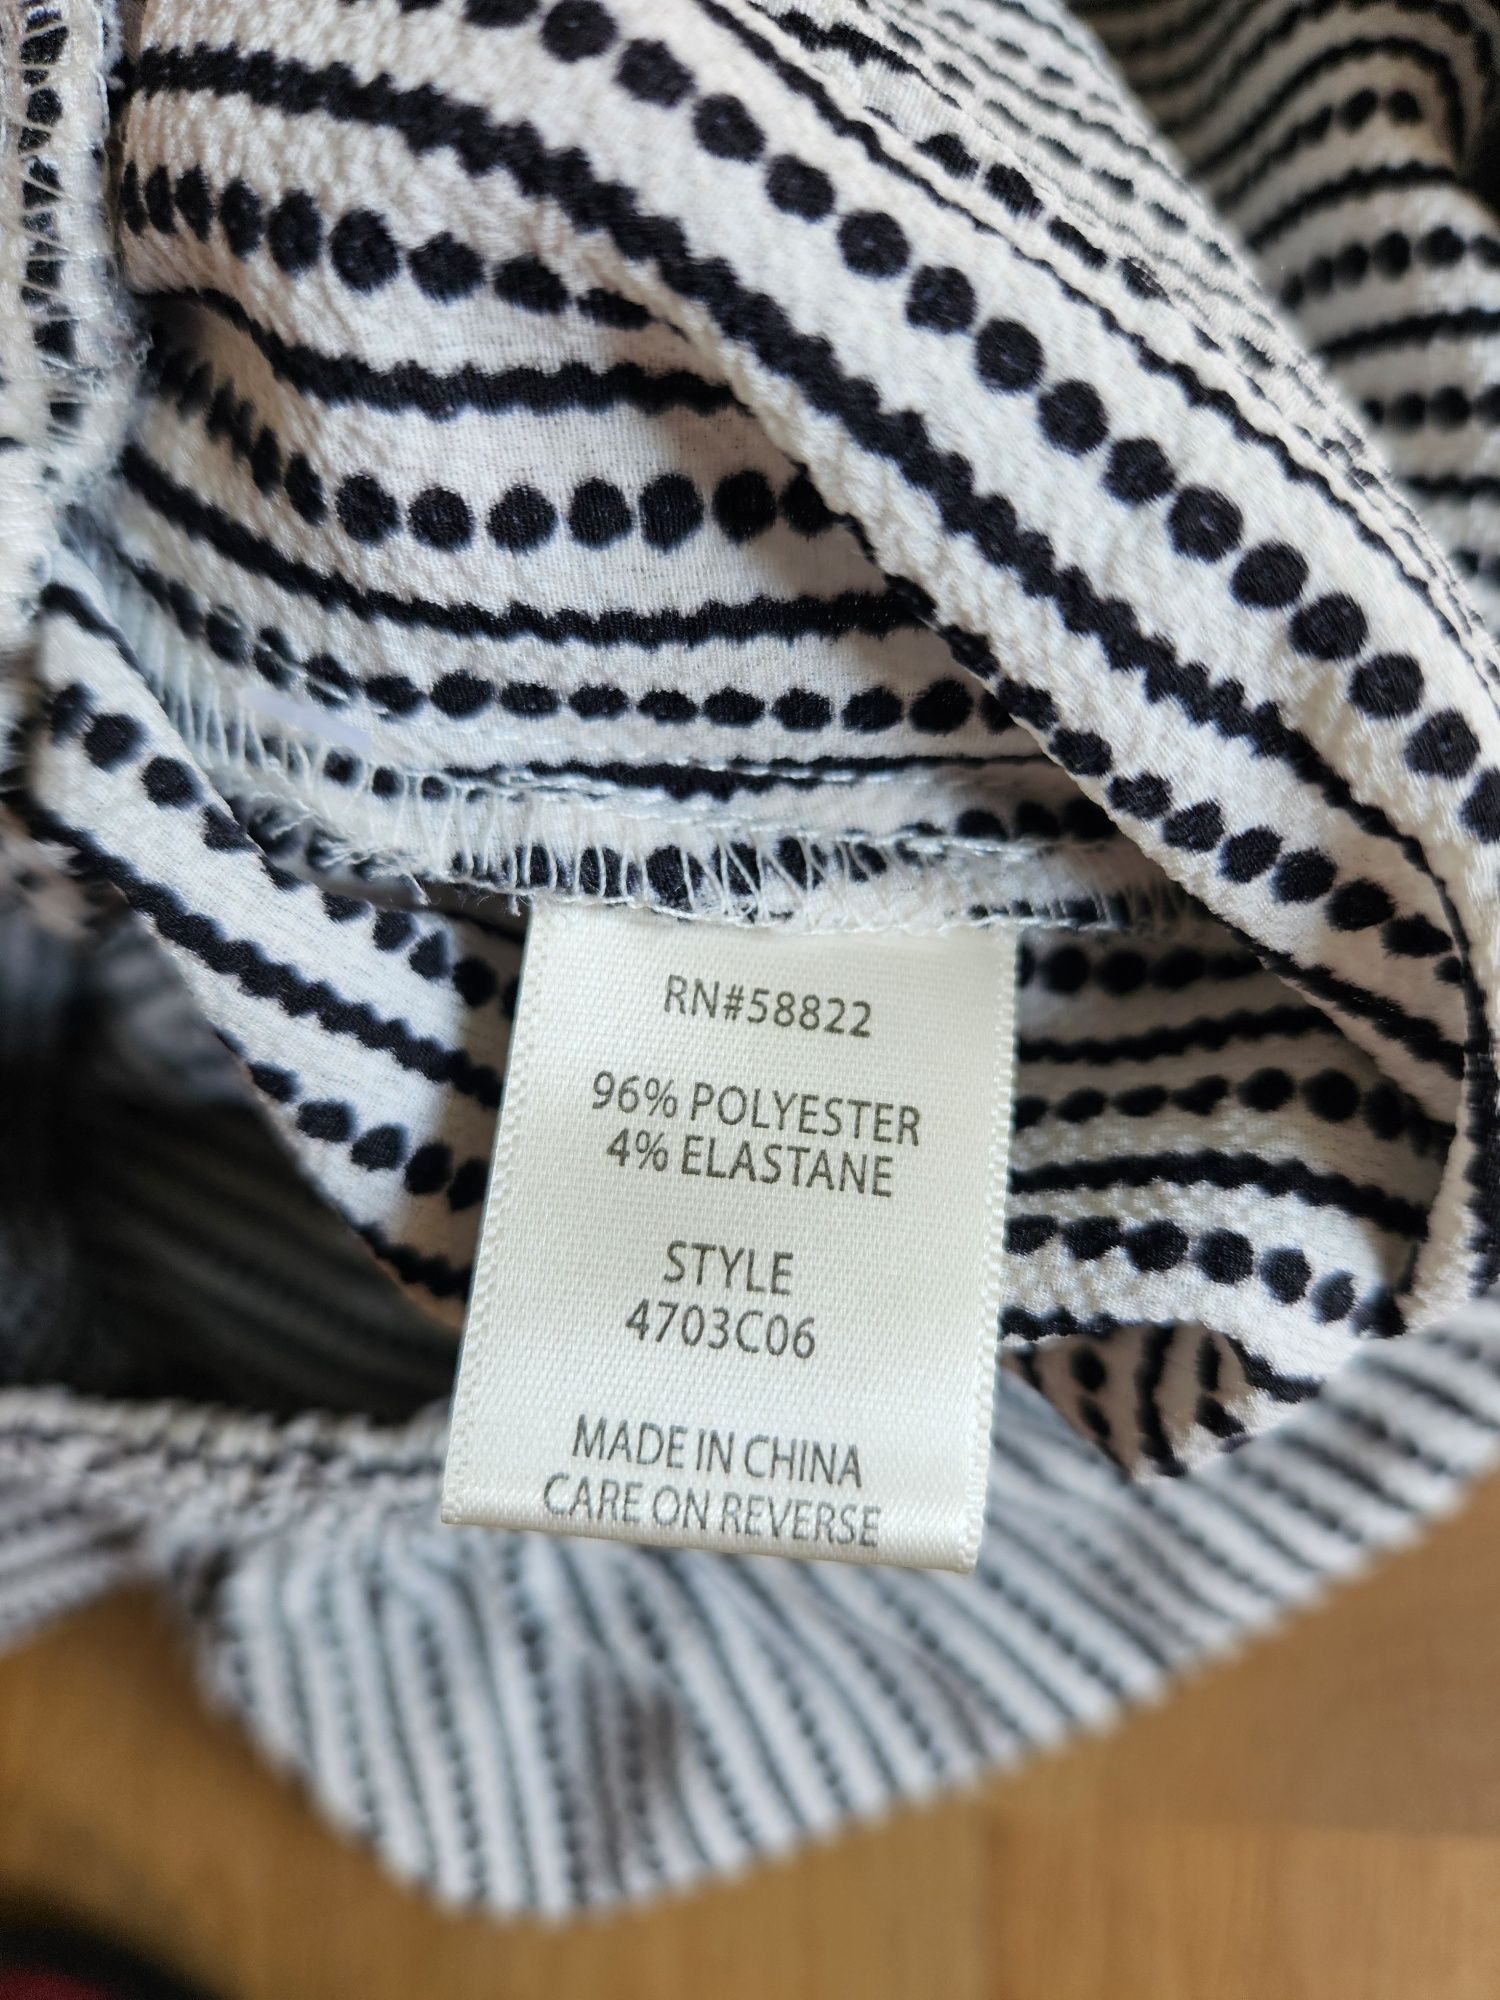 RN#58822
96% POLYESTER
4% ELASTANE
STYLE
4703C06
MADE IN CHINA
CARE ON REVERSE